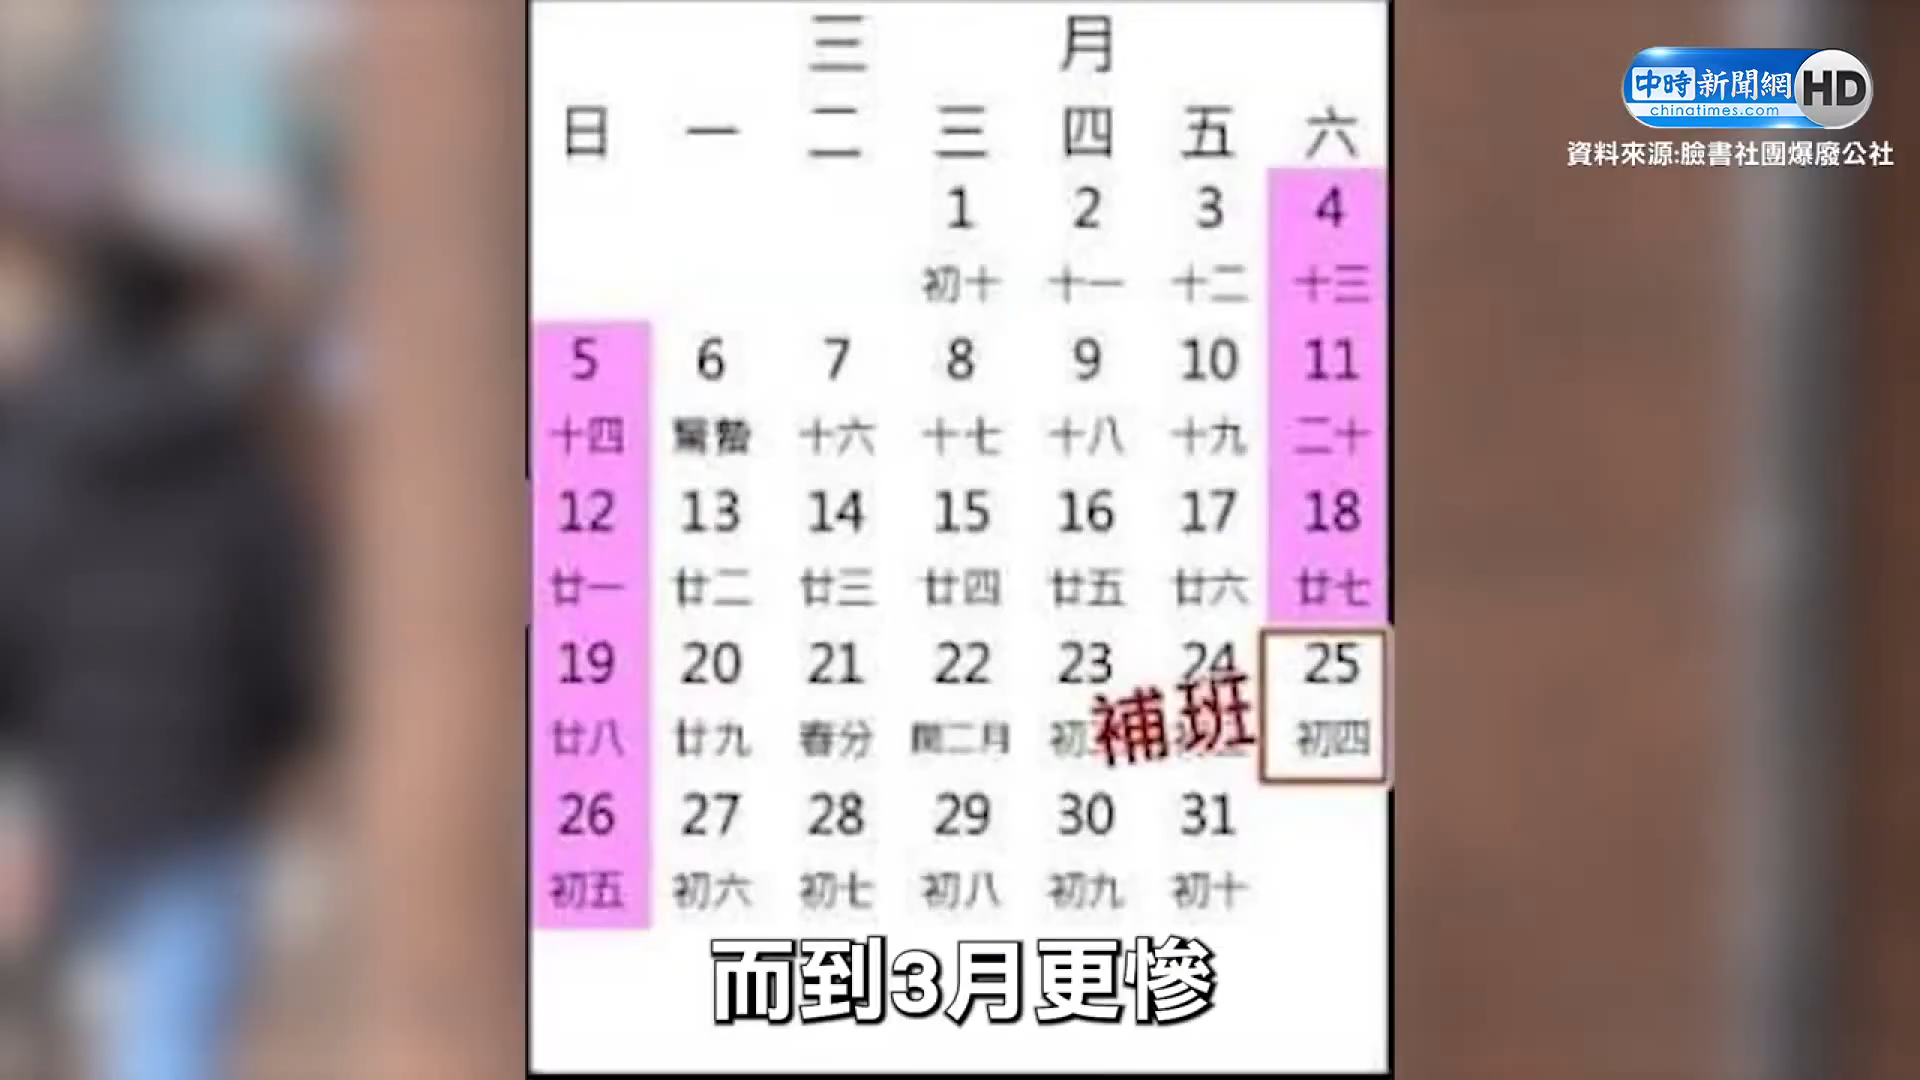 三 月
中時新聞網 HD
chinatimes.com
資料來源:臉書社團爆廢公社
日 一 二 三 四 五 六
1 2 3 4
初十 十一 十二 十三
5 6 7 8 9 10 11
十四 驚蟄 十六 十七 十八 十九 二十
12 13 14 15 16 17 18
廿一 廿二 廿三 廿四 廿五 廿六 廿七
19 20 21 22 23 24 25
補班
廿八 廿九 春分 閏二月 初 初四
26 27 28 29 30 31
初五 初六 初七 初八 初九 初十
而到3月更慘